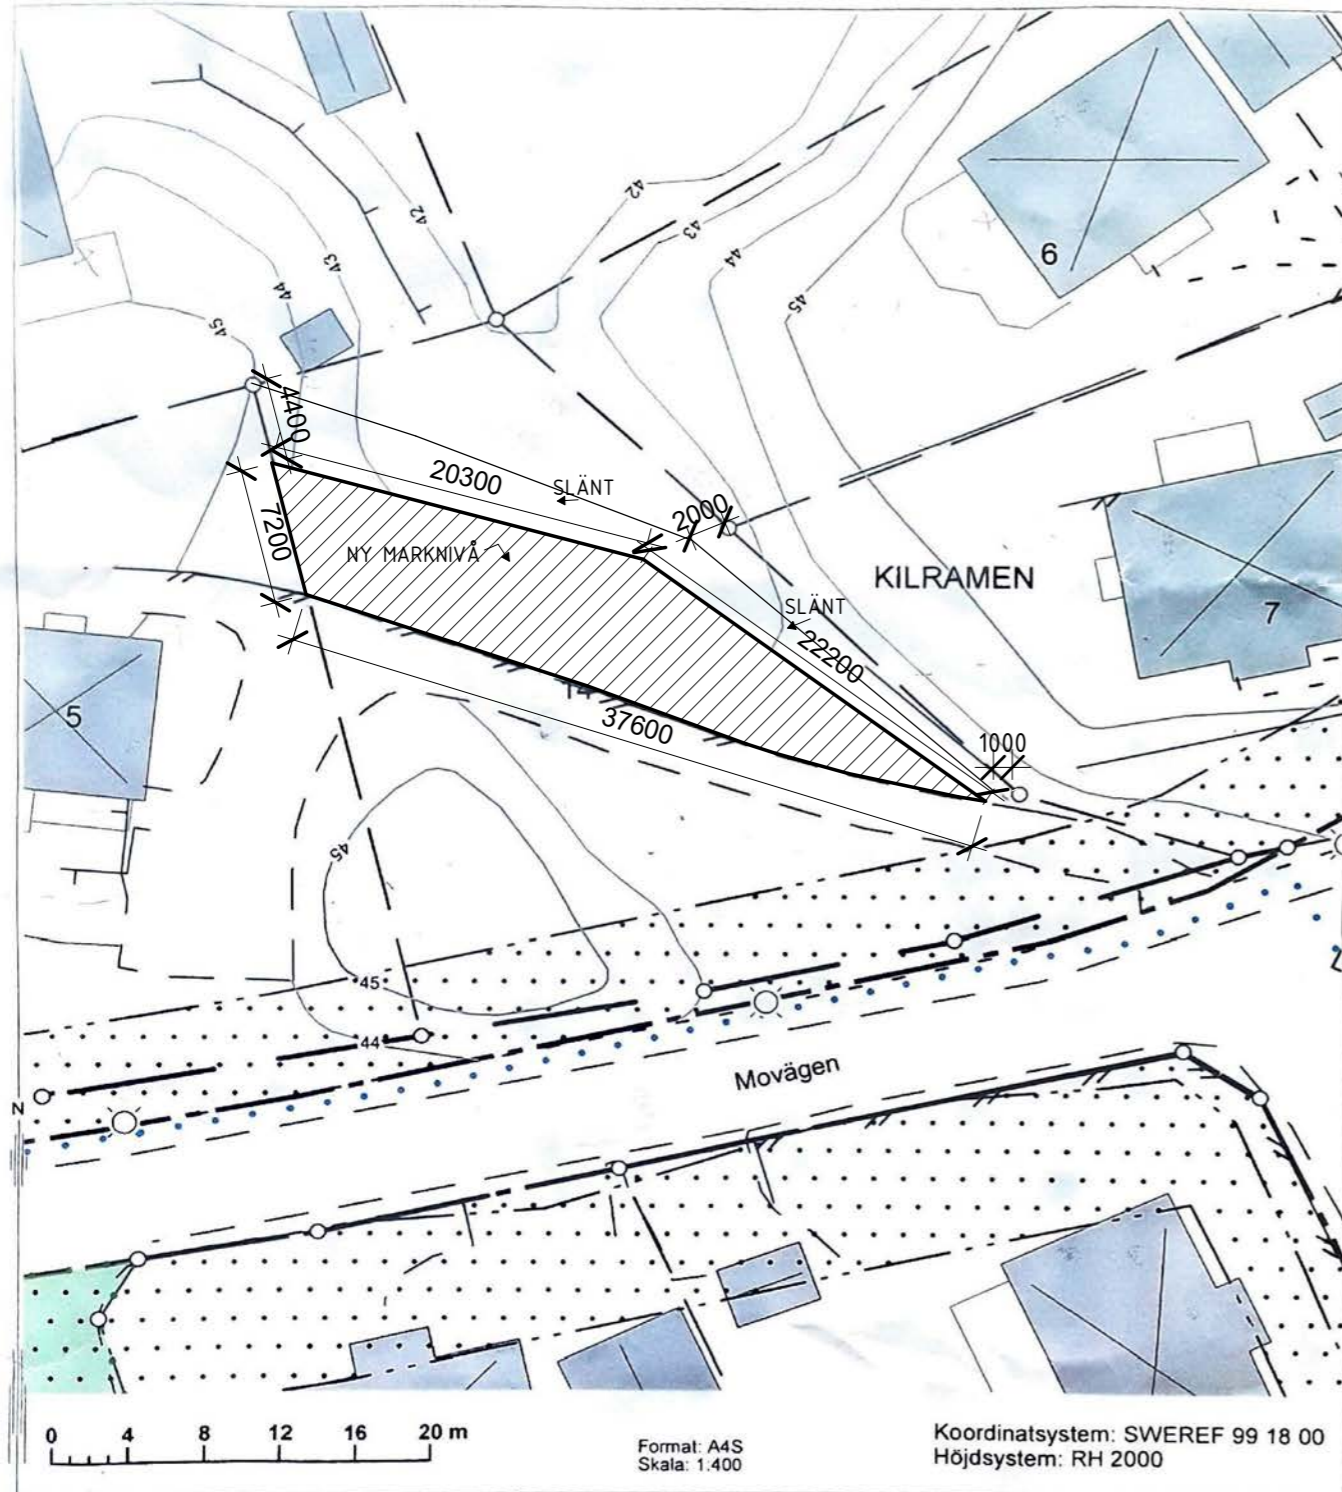 42
42
43
43
44
44
45
45
6
4400
20300
SLÄNT
2000
7200
NY MARKNIVÅ
KILRAMEN
SLÄNT
22200
7
14
5
37600
1000
45
45
44
Movägen
N
0 4 8 12 16 20 m
Format: A4S
Skala: 1:400
Koordinatsystem: SWEREF 99 18 00
Höjdsystem: RH 2000